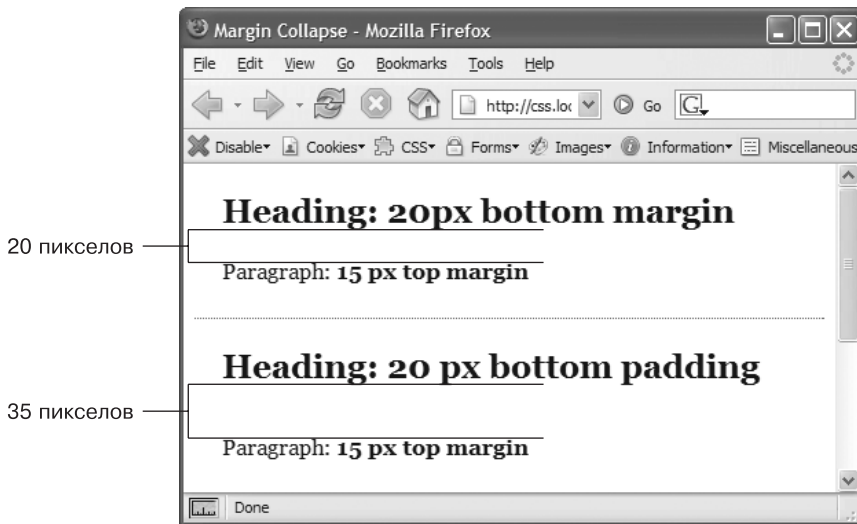 Margin Collapse - Mozilla Firefox
File Edit View Go Bookmarks Tools Help
http://css.loc Go G
Disable Cookies CSS Forms Images Information Miscellaneous
Heading: 20px bottom margin
20 пикселов
Paragraph: 15 px top margin
Heading: 20 px bottom padding
35 пикселов
Paragraph: 15 px top margin
Done